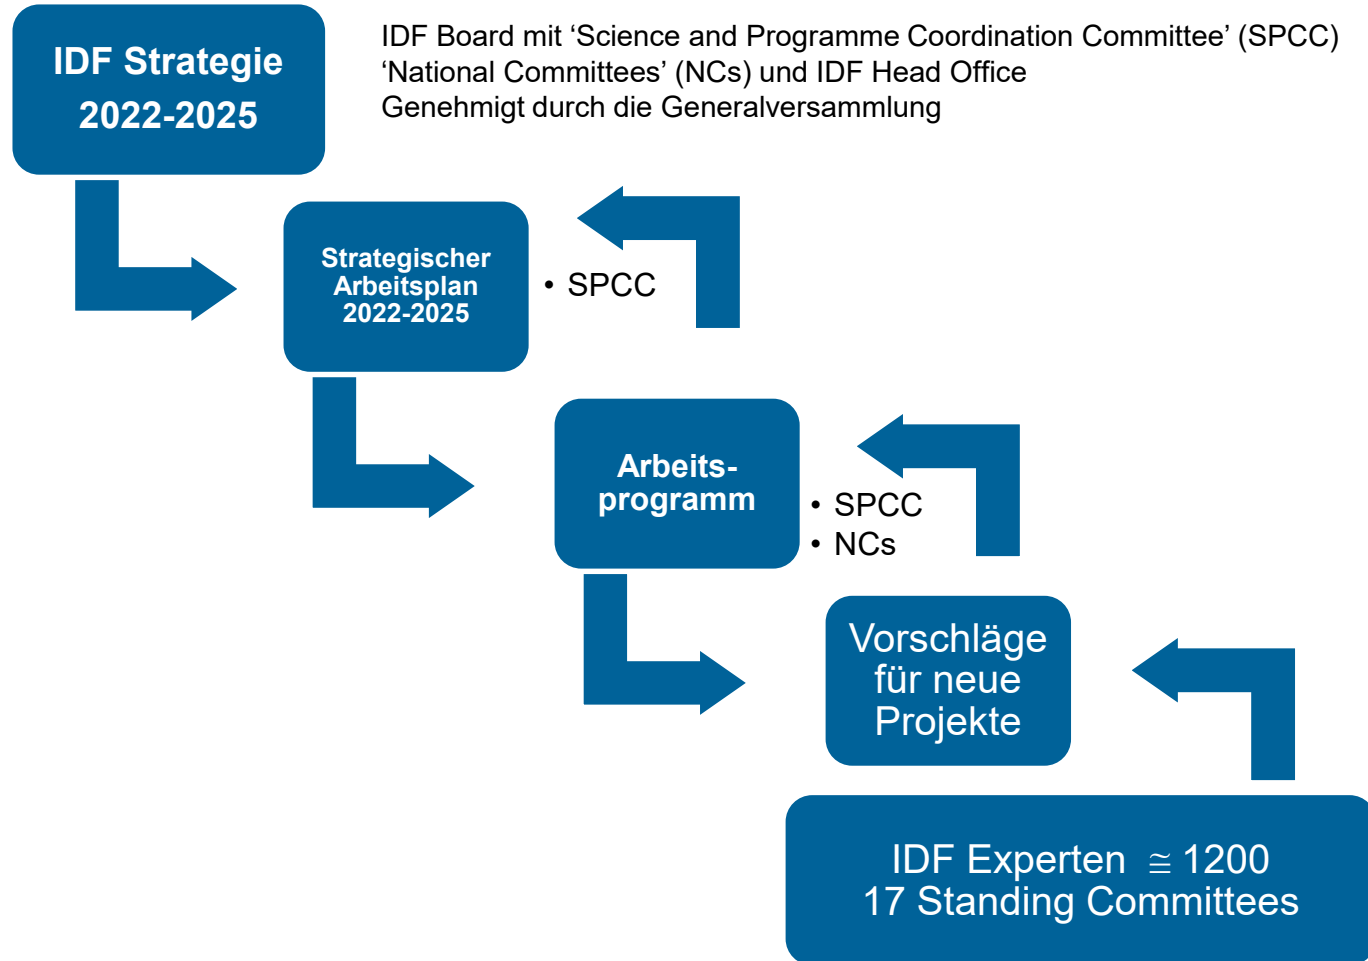 IDF Strategie
2022-2025
IDF Board mit ‘Science and Programme Coordination Committee’ (SPCC)
‘National Committees’ (NCs) und IDF Head Office
Genehmigt durch die Generalversammlung
Strategischer
Arbeitsplan
2022-2025
• SPCC
Arbeits-
programm
• SPCC
• NCs
Vorschläge
für neue
Projekte
IDF Experten ≅ 1200
17 Standing Committees